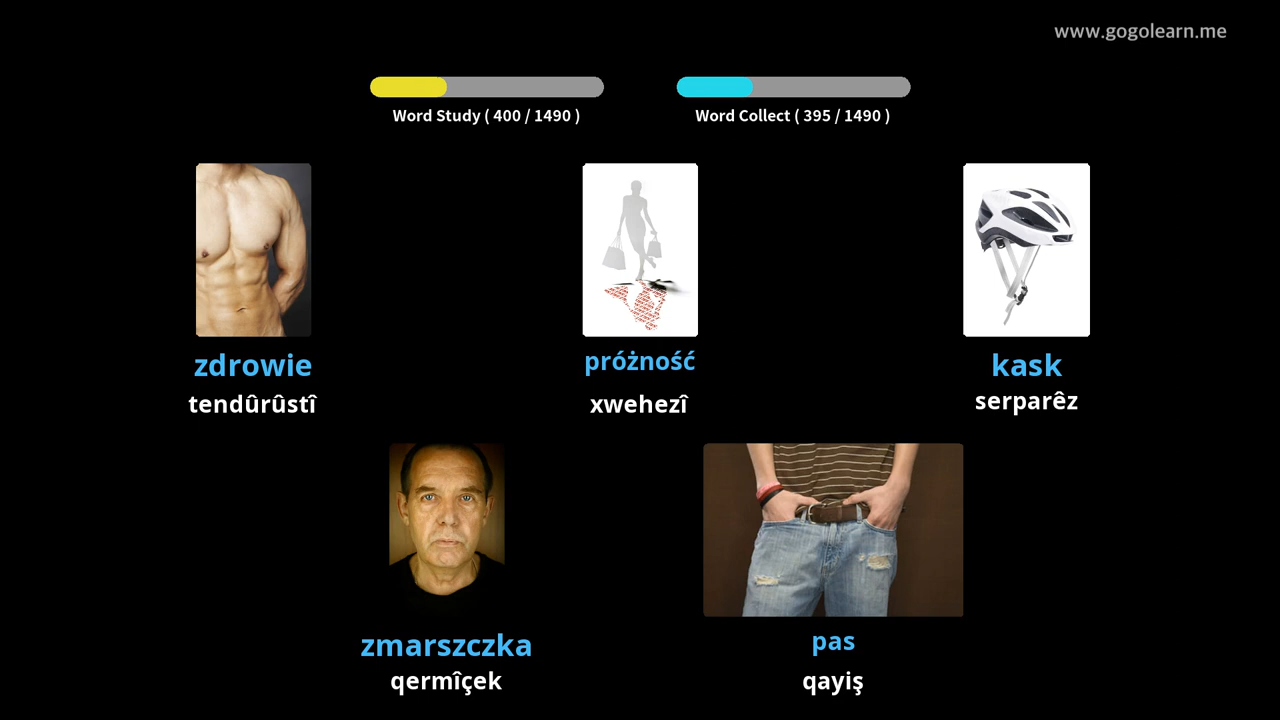 www.gogolearn.me
Word Study ( 400 / 1490 )
Word Collect ( 395 / 1490 )
zdrowie
tendûrûstî
próżność
xwehezî
kask
serparêz
zmarszczka
qermîçek
pas
qayiş